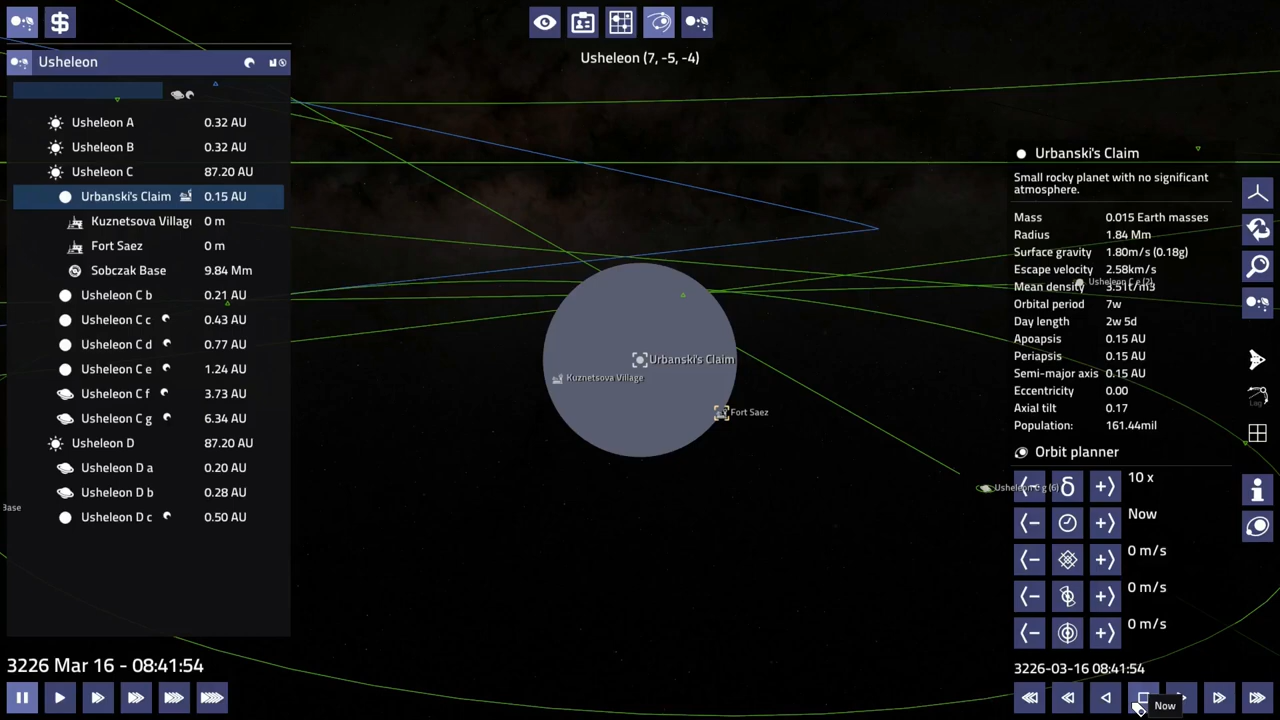 Usheleon (7, -5, -4)
Usheleon
Usheleon A 0.32 AU
Usheleon B 0.32 AU
Usheleon C 87.20 AU
Urbanski's Claim 0.15 AU
Kuznetsova Village 0 m
Fort Saez 0 m
Sobczak Base 9.84 Mm
Usheleon C b 0.21 AU
Usheleon C c 0.43 AU
Usheleon C d 0.77 AU
Usheleon C e 1.24 AU
Usheleon C f 3.73 AU
Usheleon C g 6.34 AU
Usheleon D 87.20 AU
Usheleon D a 0.20 AU
Usheleon D b 0.28 AU
Usheleon D c 0.50 AU
Base
3226 Mar 16 - 08:41:54
Urbanski's Claim
Kuznetsova Village
Fort Saez
Usheleon C g (6)
Urbanski's Claim
Small rocky planet with no significant
atmosphere.
Mass 0.015 Earth masses
Radius 1.84 Mm
Surface gravity 1.80m/s (0.18g)
Escape velocity 2.58km/s
Mean density 3.51t/m3
Orbital period 7w
Day length 2w 5d
Apoapsis 0.15 AU
Periapsis 0.15 AU
Semi-major axis 0.15 AU
Eccentricity 0.00
Axial tilt 0.17
Population: 161.44mil
Orbit planner
10 x
Now
0 m/s
0 m/s
0 m/s
3226-03-16 08:41:54
Now